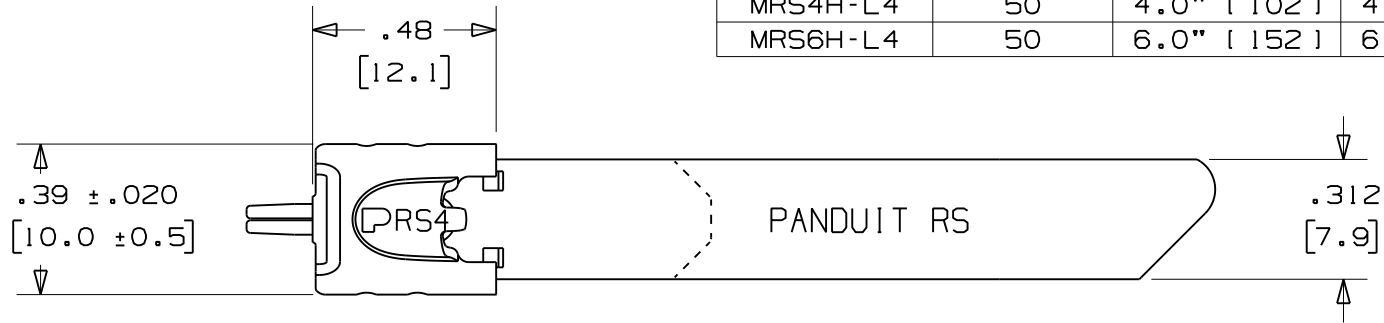 MRS4H-L4 50 4.0" [102] 4
MRS6H-L4 50 6.0" [152] 6
.48
[12.1]
.39 ±.020
[10.0 ±0.5]
PRS4
PANDUIT RS
.312
[7.9]